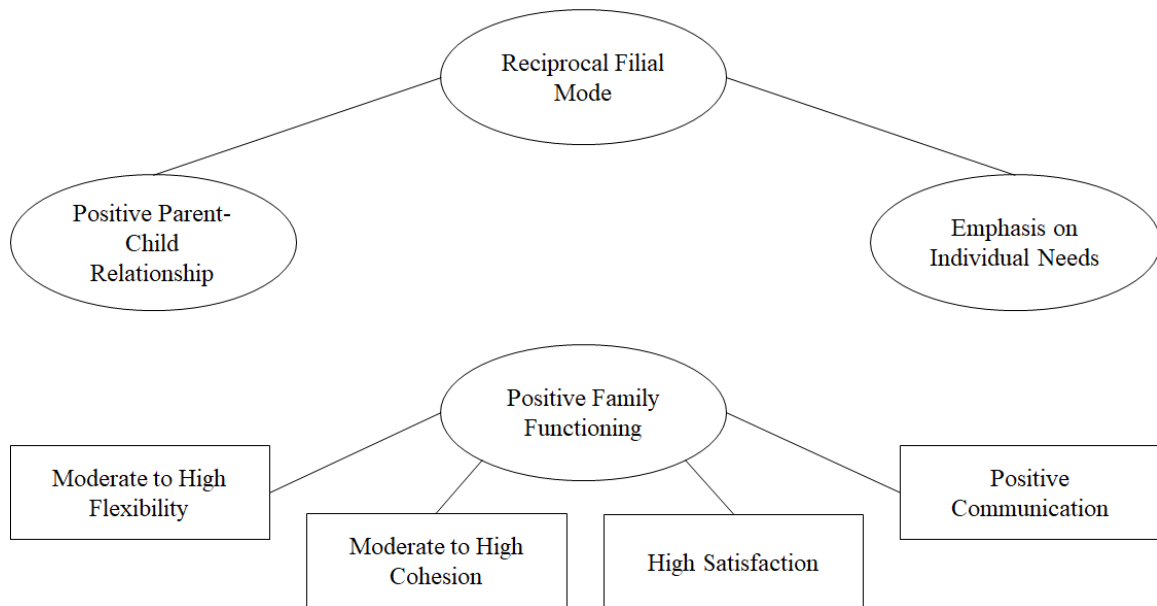 Reciprocal Filial
Mode
Positive Parent-
Child
Relationship
Emphasis on
Individual Needs
Positive Family
Functioning
Moderate to High
Flexibility
Moderate to High
Cohesion
High Satisfaction
Positive
Communication